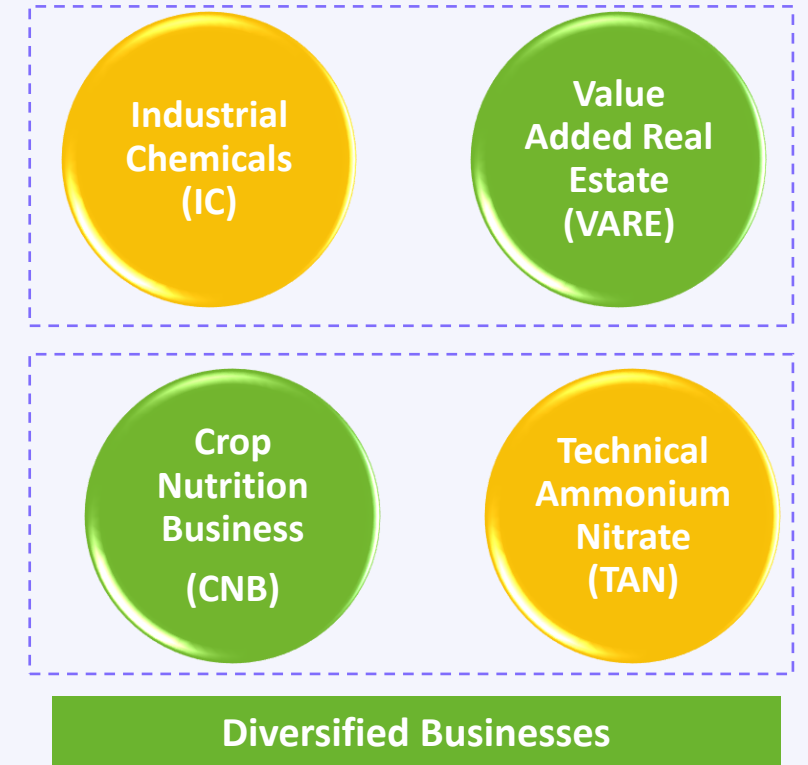 Industrial
Chemicals
(IC)
Value
Added Real
Estate
(VARE)
Crop
Nutrition
Business
(CNB)
Technical
Ammonium
Nitrate
(TAN)
Diversified Businesses